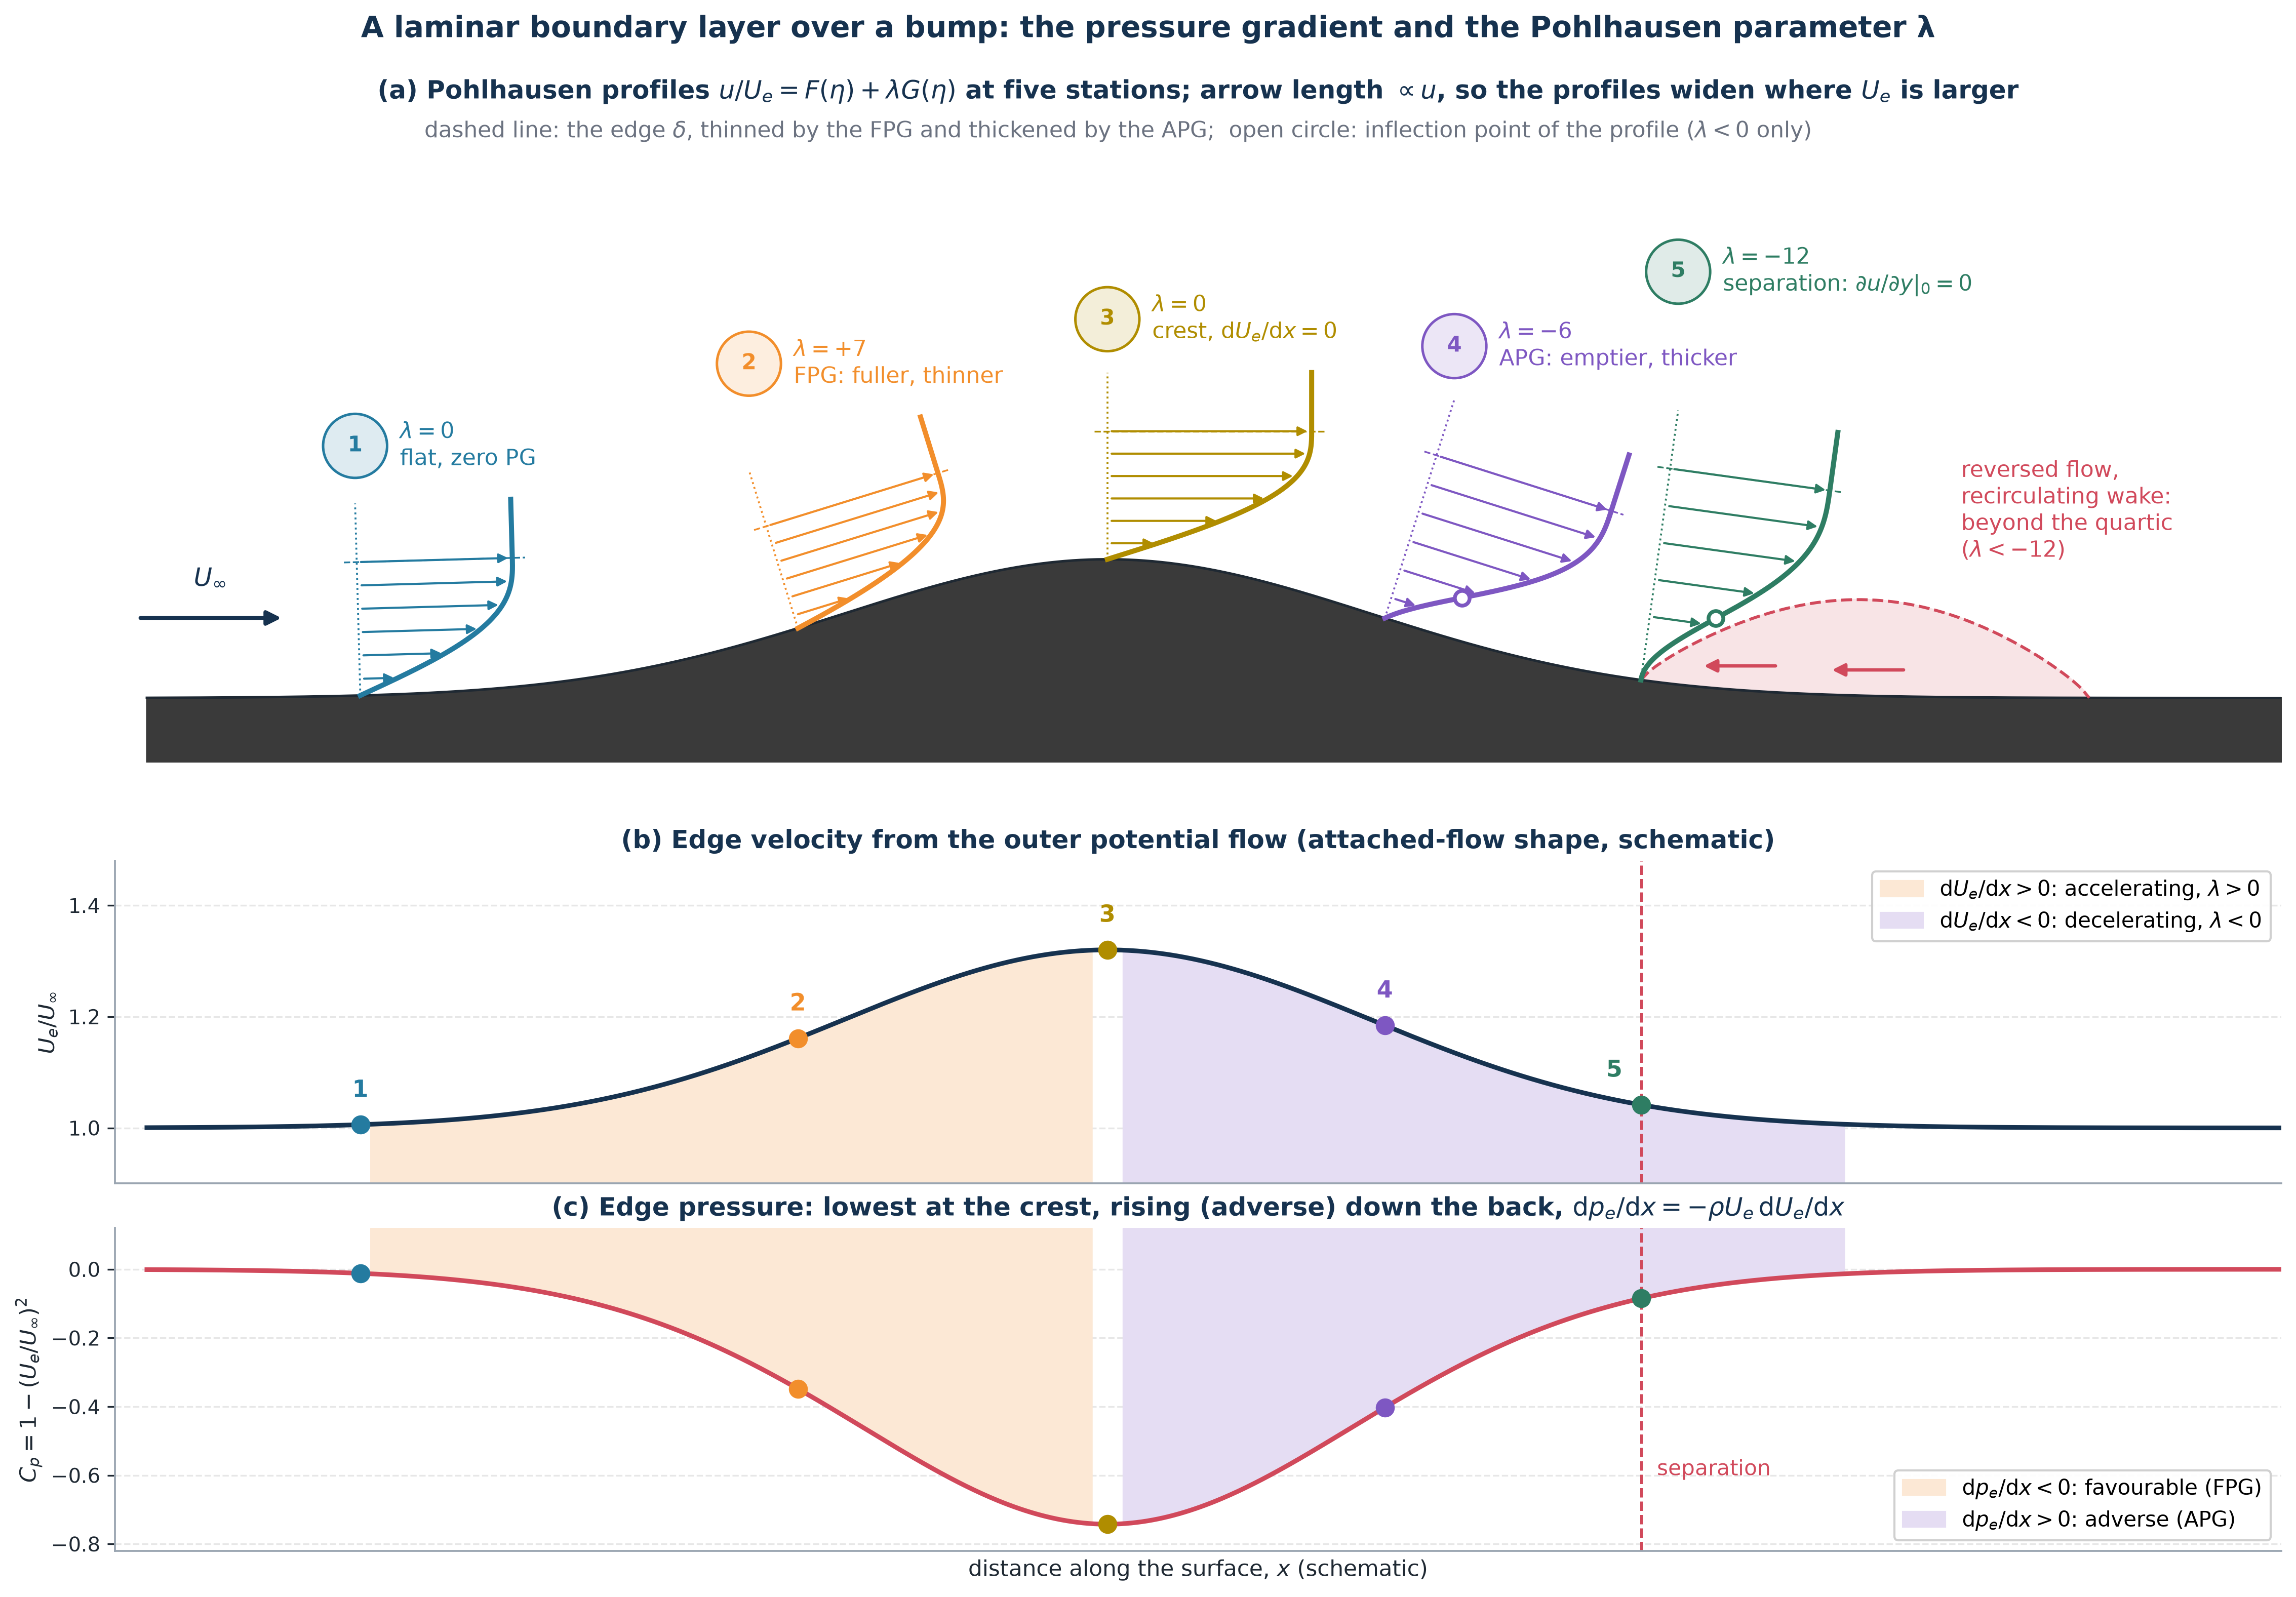 A laminar boundary layer over a bump: the pressure gradient and the Pohlhausen parameter λ
(a) Pohlhausen profiles u/Uₑ = F(η) + λG(η) at five stations; arrow length ∝ u, so the profiles widen where Uₑ is larger
dashed line: the edge δ, thinned by the FPG and thickened by the APG; open circle: inflection point of the profile (λ < 0 only)
5
λ = −12
separation: ∂u/∂y|₀ = 0
3
λ = 0
crest, dUₑ/dx = 0
4
λ = −6
APG: emptier, thicker
2
λ = +7
FPG: fuller, thinner
1
λ = 0
flat, zero PG
reversed flow,
recirculating wake:
beyond the quartic
(λ < −12)
U∞
(b) Edge velocity from the outer potential flow (attached-flow shape, schematic)
dUₑ/dx > 0: accelerating, λ > 0
dUₑ/dx < 0: decelerating, λ < 0
Uₑ/U∞
1.4
1.2
1.0
1
2
3
4
5
(c) Edge pressure: lowest at the crest, rising (adverse) down the back, dpₑ/dx = −ρUₑ dUₑ/dx
Cₚ = 1 − (Uₑ/U∞)²
0.0
−0.2
−0.4
−0.6
−0.8
separation
dpₑ/dx < 0: favourable (FPG)
dpₑ/dx > 0: adverse (APG)
distance along the surface, x (schematic)